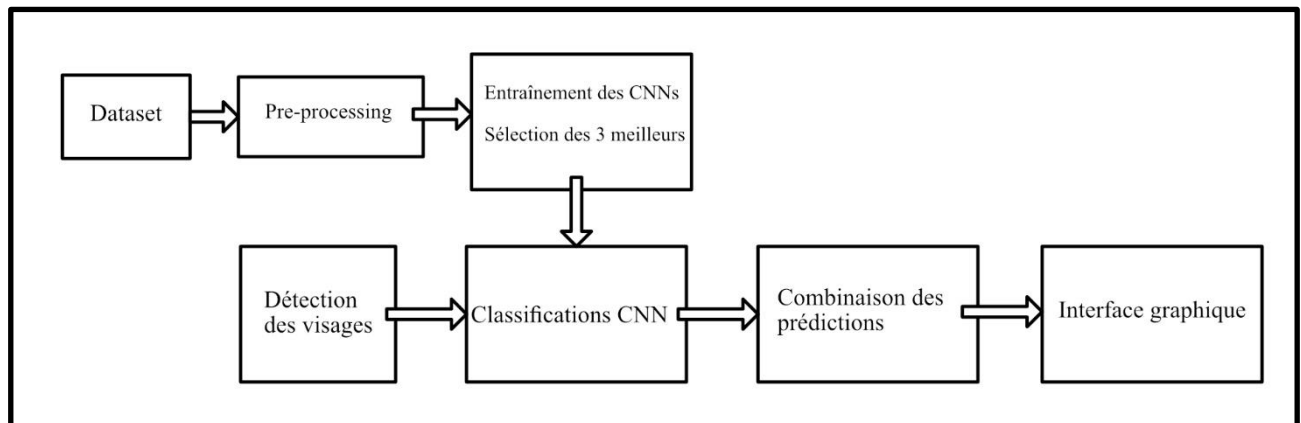 Dataset
Pre-processing
Entraînement des CNNs
Sélection des 3 meilleurs
Détection
des visages
Classifications CNN
Combinaison des
prédictions
Interface graphique